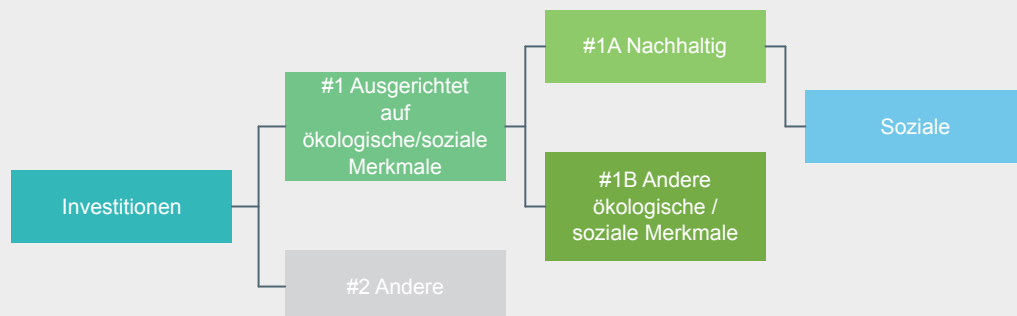 Investitionen
#1 Ausgerichtet
auf
ökologische/soziale
Merkmale
#2 Andere
#1A Nachhaltig
#1B Andere
ökologische /
soziale Merkmale
Soziale